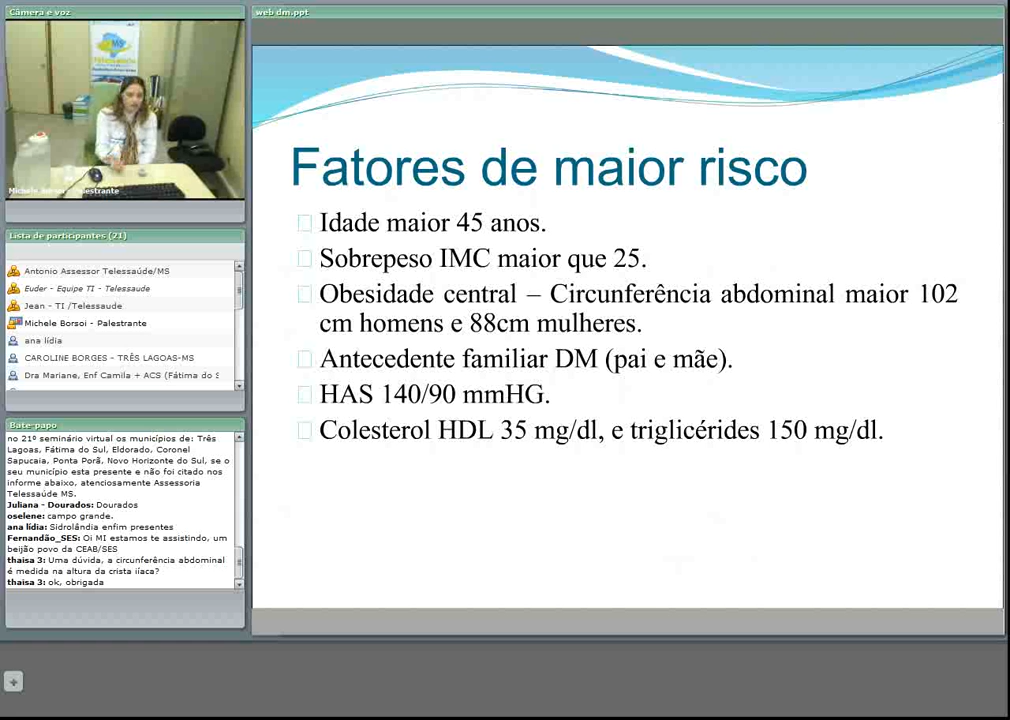 Câmera e voz
Michele Borsoi - Palestrante
Lista de participantes (21)
Antonio Assessor Telessaúde/MS
Euder - Equipe TI - Telessaude
Jean - TI /Telessaude
Michele Borsoi - Palestrante
ana lídia
CAROLINE BORGES - TRÊS LAGOAS-MS
Dra Mariane, Enf Camila + ACS (Fátima do S
Bate-papo
no 21º seminário virtual os municípios de: Três
Lagoas, Fátima do Sul, Eldorado, Coronel
Sapucaia, Ponta Porã, Novo Horizonte do Sul, se o
seu município esta presente e não foi citado nos
informe abaixo, atenciosamente Assessoria
Telessaúde MS.
Juliana - Dourados: Dourados
oselene: campo grande.
ana lídia: Sidrolândia enfim presentes
Fernandão_SES: Oi MI estamos te assistindo, um
beijão povo da CEAB/SES
thaisa 3: Uma dúvida, a circunferência abdominal
é medida na altura da crista ilíaca?
thaisa 3: ok, obrigada
web dm.ppt
Fatores de maior risco
Idade maior 45 anos.
Sobrepeso IMC maior que 25.
Obesidade central – Circunferência abdominal maior 102
cm homens e 88cm mulheres.
Antecedente familiar DM (pai e mãe).
HAS 140/90 mmHG.
Colesterol HDL 35 mg/dl, e triglicérides 150 mg/dl.